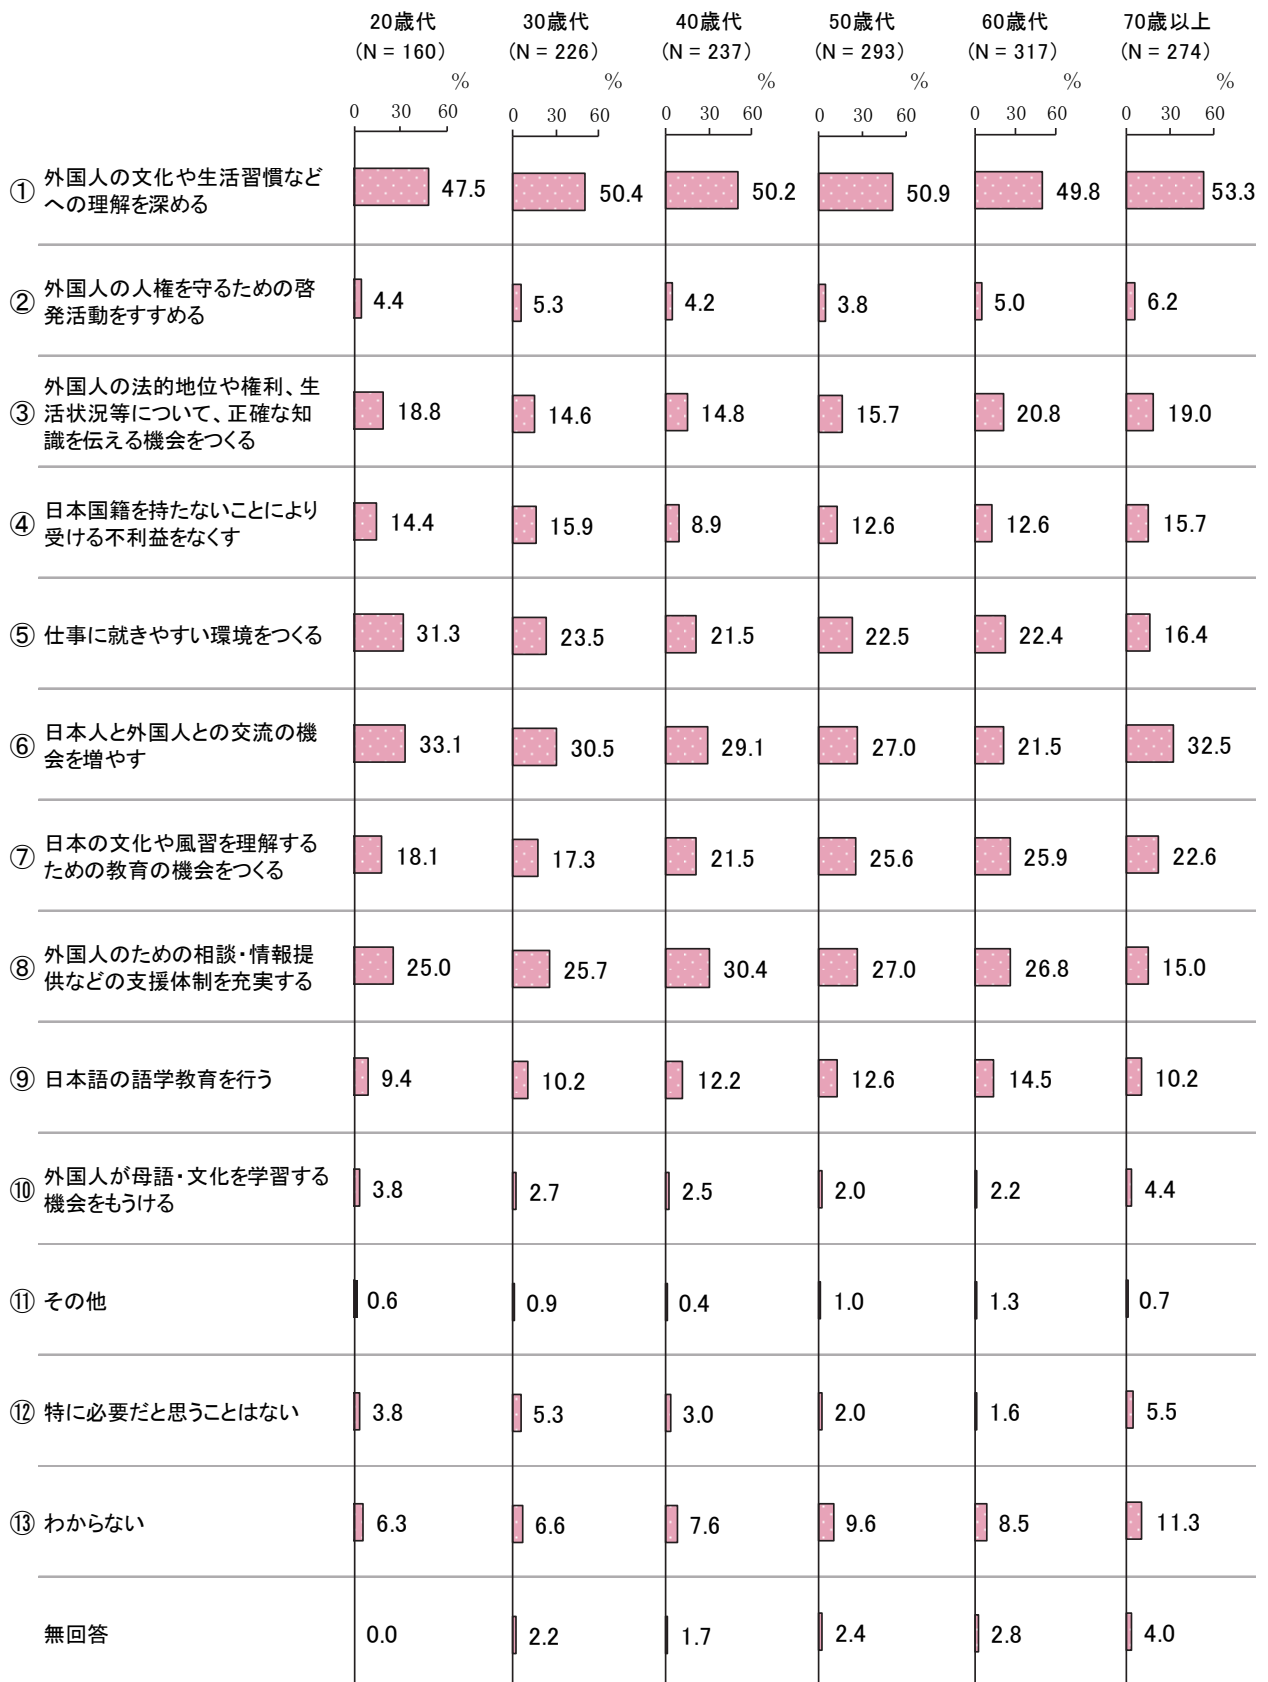 20歳代 30歳代 40歳代 50歳代 60歳代 70歳以上
(N = 160) (N = 226) (N = 237) (N = 293) (N = 317) (N = 274)
% % % % % %
0 30 60 0 30 60 0 30 60 0 30 60 0 30 60 0 30 60
① 外国人の文化や生活習慣など
への理解を深める
47.5 50.4 50.2 50.9 49.8 53.3
② 外国人の人権を守るための啓
発活動をすすめる
4.4 5.3 4.2 3.8 5.0 6.2
③ 外国人の法的地位や権利、生
活状況等について、正確な知
識を伝える機会をつくる
18.8 14.6 14.8 15.7 20.8 19.0
④ 日本国籍を持たないことにより
受ける不利益をなくす
14.4 15.9 8.9 12.6 12.6 15.7
⑤ 仕事に就きやすい環境をつくる
31.3 23.5 21.5 22.5 22.4 16.4
⑥ 日本人と外国人との交流の機
会を増やす
33.1 30.5 29.1 27.0 21.5 32.5
⑦ 日本の文化や風習を理解する
ための教育の機会をつくる
18.1 17.3 21.5 25.6 25.9 22.6
⑧ 外国人のための相談・情報提
供などの支援体制を充実する
25.0 25.7 30.4 27.0 26.8 15.0
⑨ 日本語の語学教育を行う
9.4 10.2 12.2 12.6 14.5 10.2
⑩ 外国人が母語・文化を学習する
機会をもうける
3.8 2.7 2.5 2.0 2.2 4.4
⑪ その他
0.6 0.9 0.4 1.0 1.3 0.7
⑫ 特に必要だと思うことはない
3.8 5.3 3.0 2.0 1.6 5.5
⑬ わからない
6.3 6.6 7.6 9.6 8.5 11.3
無回答
0.0 2.2 1.7 2.4 2.8 4.0